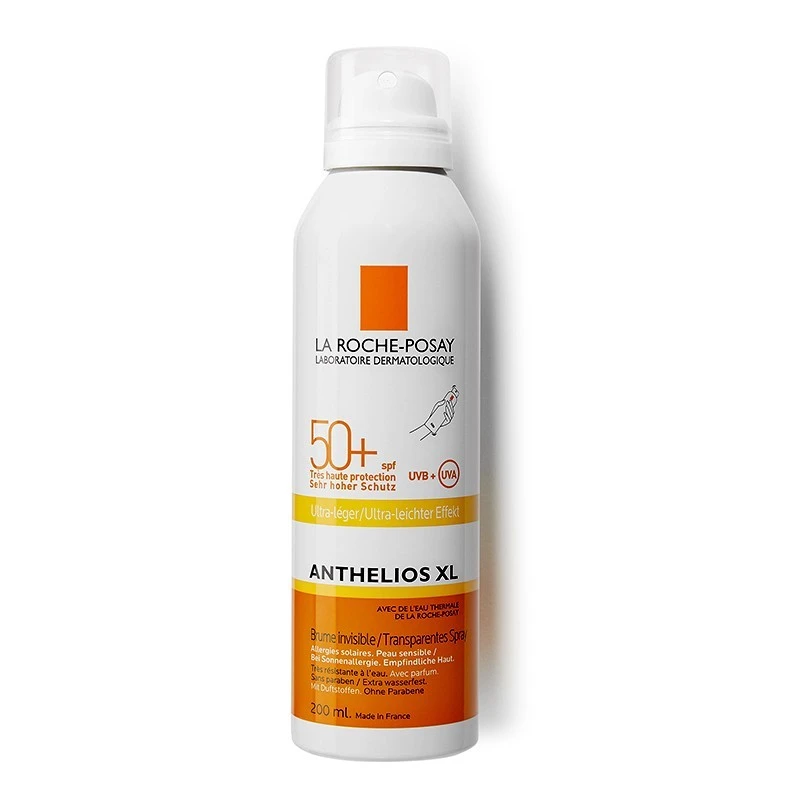 LA ROCHE-POSAY
LABORATOIRE DERMATOLOGIQUE
50+ spf
Très haute protection
Sehr hoher Schutz
UVB + UVA
Ultra-léger/Ultra-leichter Effekt
ANTHELIOS XL
AVEC DE L'EAU THERMALE
DE LA ROCHE-POSAY
Brume invisible/Transparentes Spray
Allergies solaires. Peau sensible /
Bei Sonnenallergie. Empfindliche Haut.
Très résistante à l'eau. Avec parfum.
Sans paraben / Extra wasserfest.
Mit Duftstoffen. Ohne Parabene
200 ml. Made in France